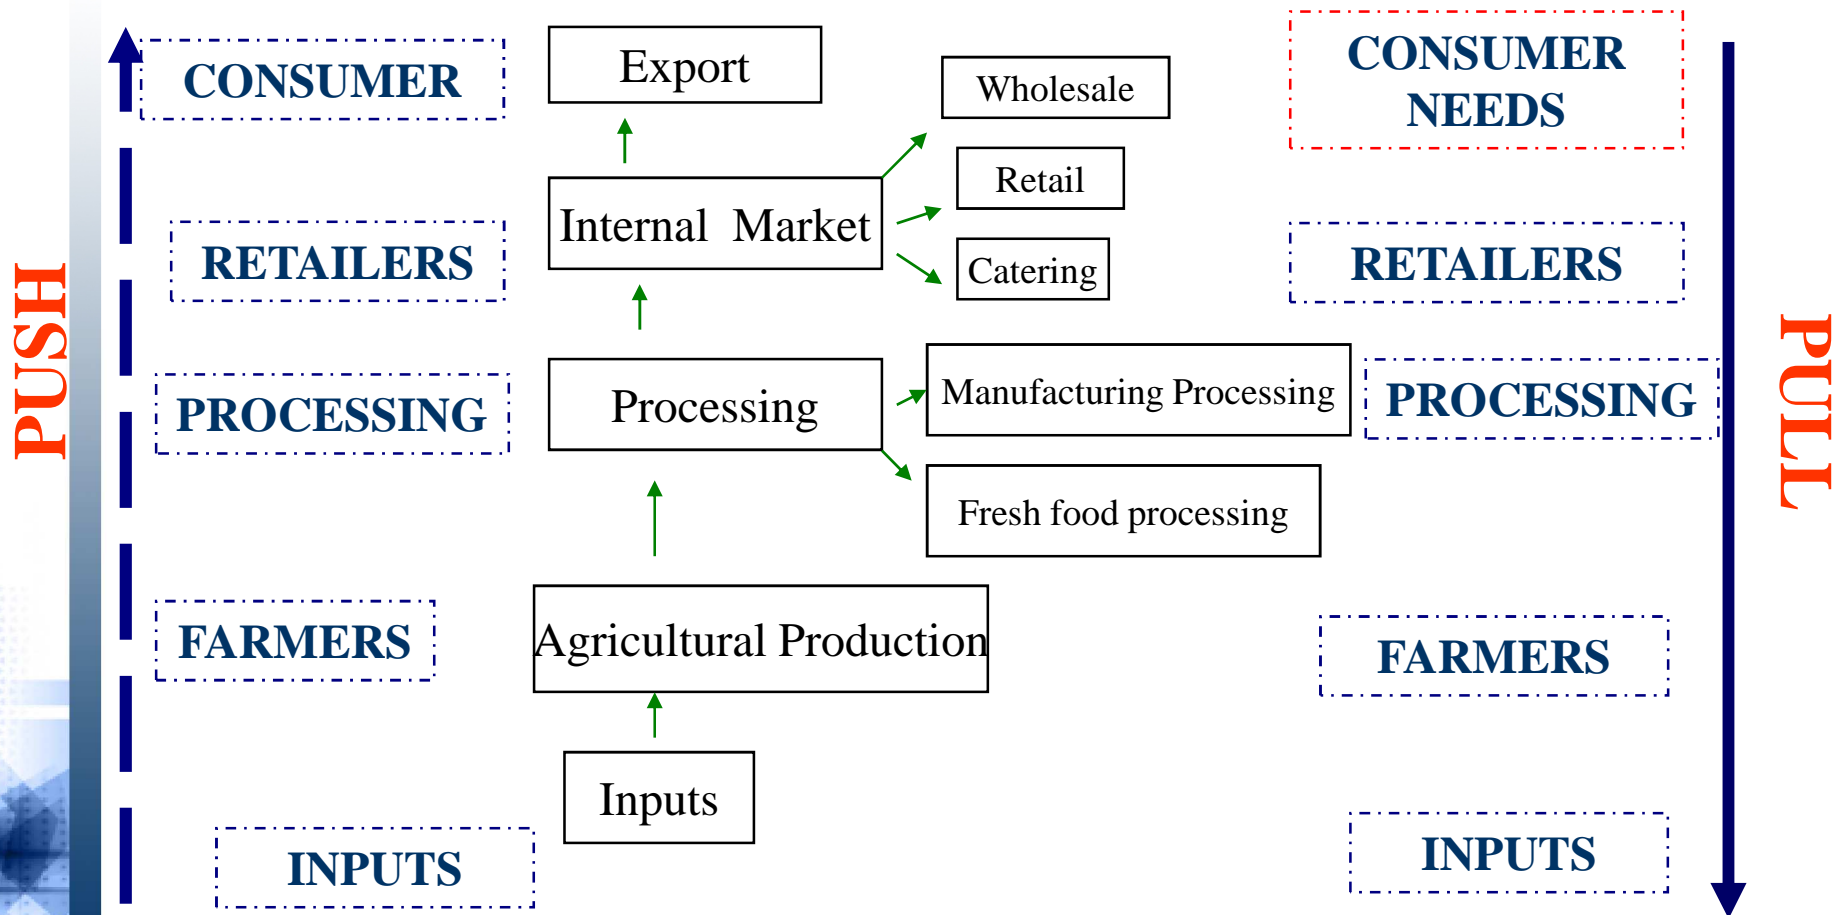 PUSH
CONSUMER
RETAILERS
PROCESSING
FARMERS
INPUTS
Export
Internal  Market
Processing
Agricultural Production
Inputs
Wholesale
Retail
Catering
Manufacturing Processing
Fresh food processing
CONSUMER
NEEDS
RETAILERS
PROCESSING
FARMERS
INPUTS
PULL